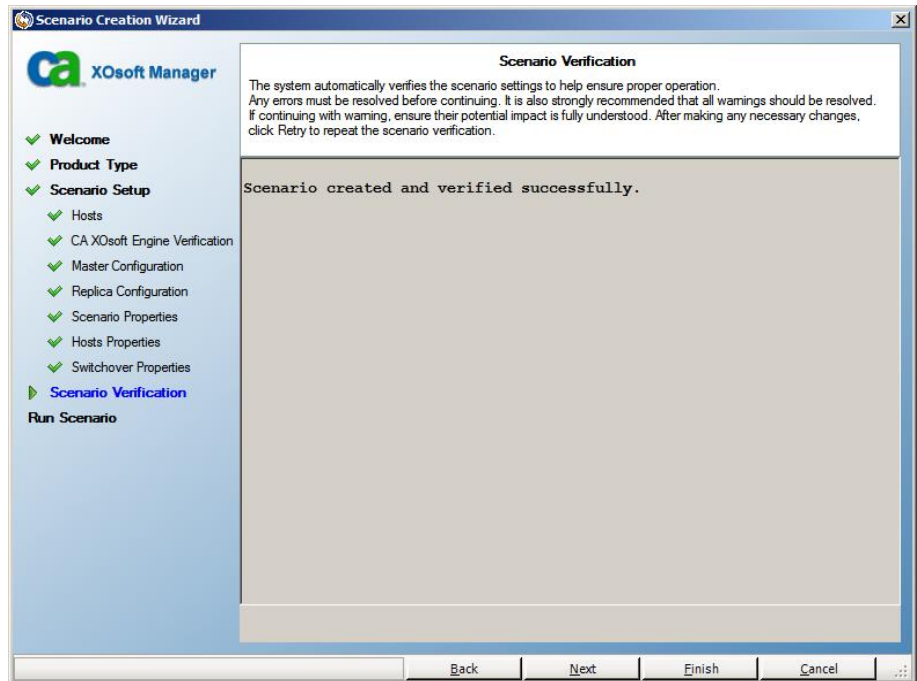 Scenario Creation Wizard
ca
XOsoft Manager
Welcome
Product Type
Scenario Setup
Hosts
CA XOsoft Engine Verification
Master Configuration
Replica Configuration
Scenario Properties
Hosts Properties
Switchover Properties
Scenario Verification
Run Scenario
Scenario Verification
The system automatically verifies the scenario settings to help ensure proper operation.
Any errors must be resolved before continuing. It is also strongly recommended that all warnings should be resolved.
If continuing with warning, ensure their potential impact is fully understood. After making any necessary changes,
click Retry to repeat the scenario verification.
Scenario created and verified successfully.
Back
Next
Finish
Cancel